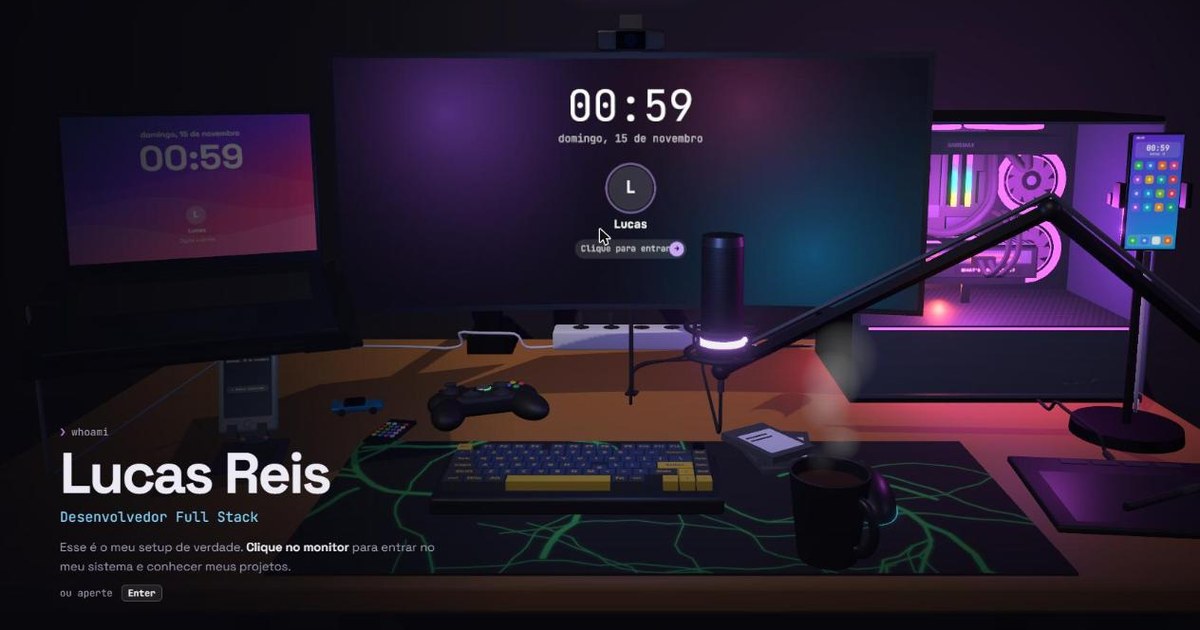 domingo, 15 de novembro
00:59
L
Lucas
00:59
domingo, 15 de novembro
L
Lucas
Clique para entrar
00:59
❯ whoami
Lucas Reis
Desenvolvedor Full Stack
Esse é o meu setup de verdade. Clique no monitor para entrar no
meu sistema e conhecer meus projetos.
ou aperte Enter